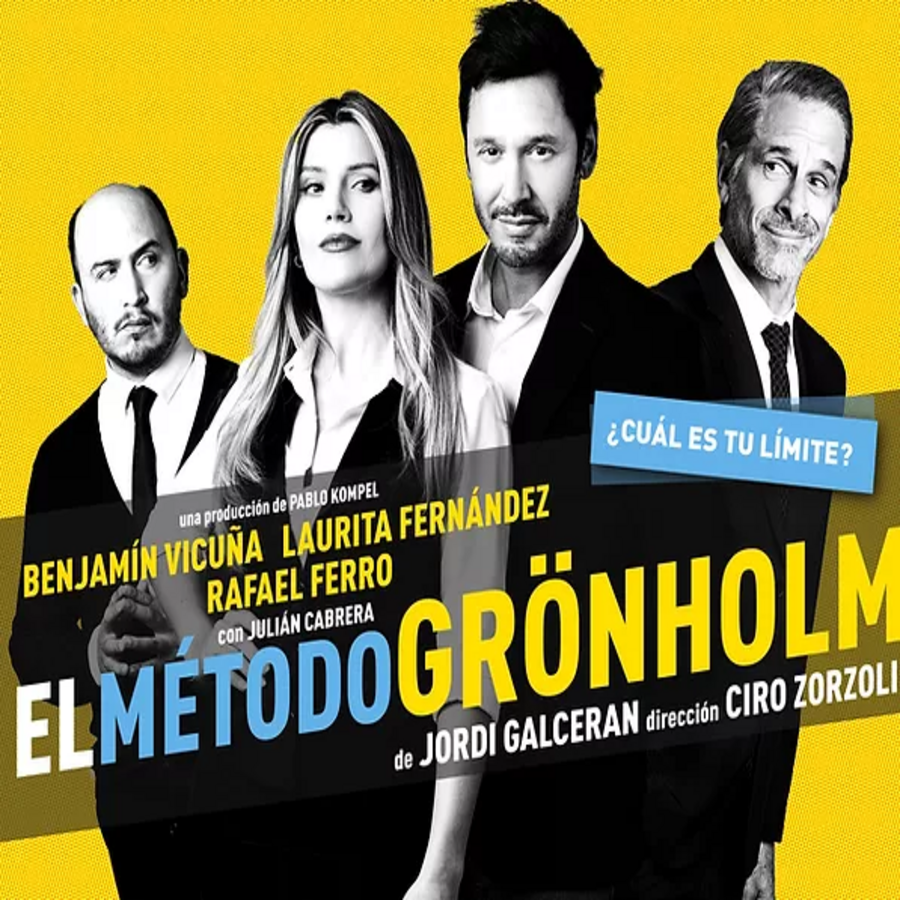 ¿CUÁL ES TU LÍMITE?
una producción de PABLO KOMPEL
BENJAMÍN VICUÑA LAURITA FERNÁNDEZ
RAFAEL FERRO
con JULIÁN CABRERA
EL MÉTODO GRÖNHOLM
de JORDI GALCERAN dirección CIRO ZORZOLI